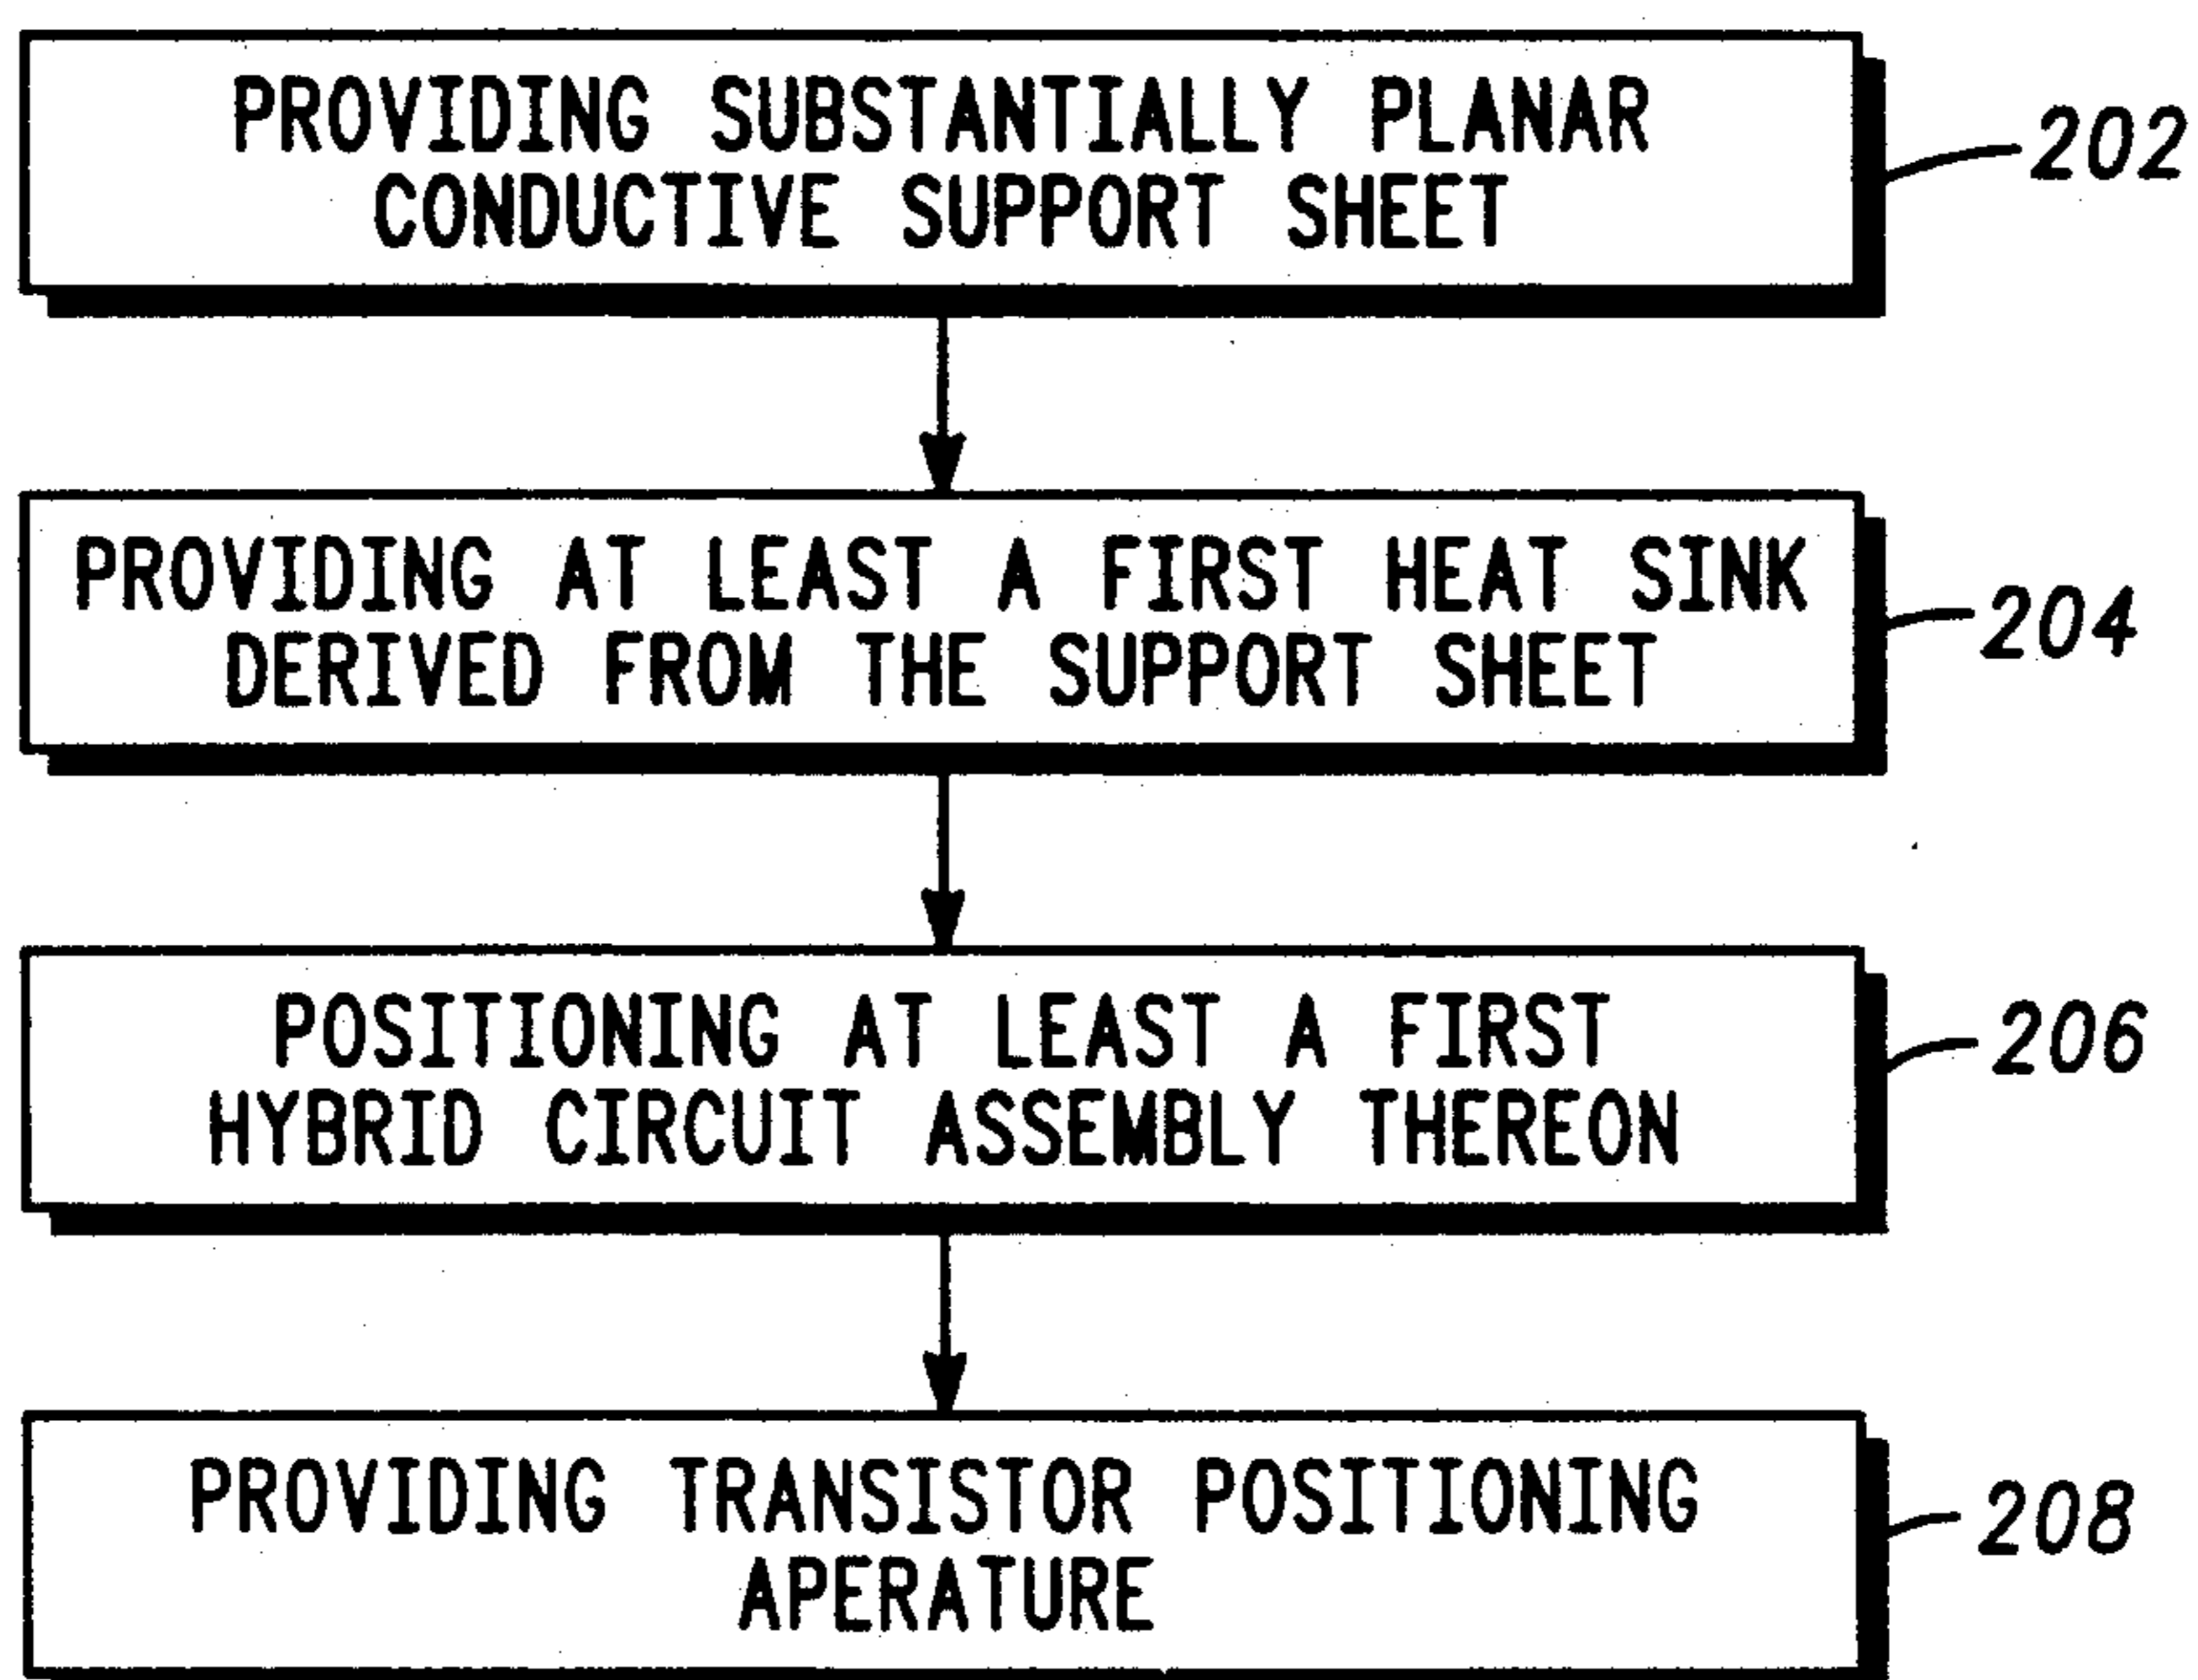 PROVIDING SUBSTANTIALLY PLANAR
CONDUCTIVE SUPPORT SHEET
202
PROVIDING AT LEAST A FIRST HEAT SINK
DERIVED FROM THE SUPPORT SHEET
204
POSITIONING AT LEAST A FIRST
HYBRID CIRCUIT ASSEMBLY THEREON
206
PROVIDING TRANSISTOR POSITIONING
APERATURE
208